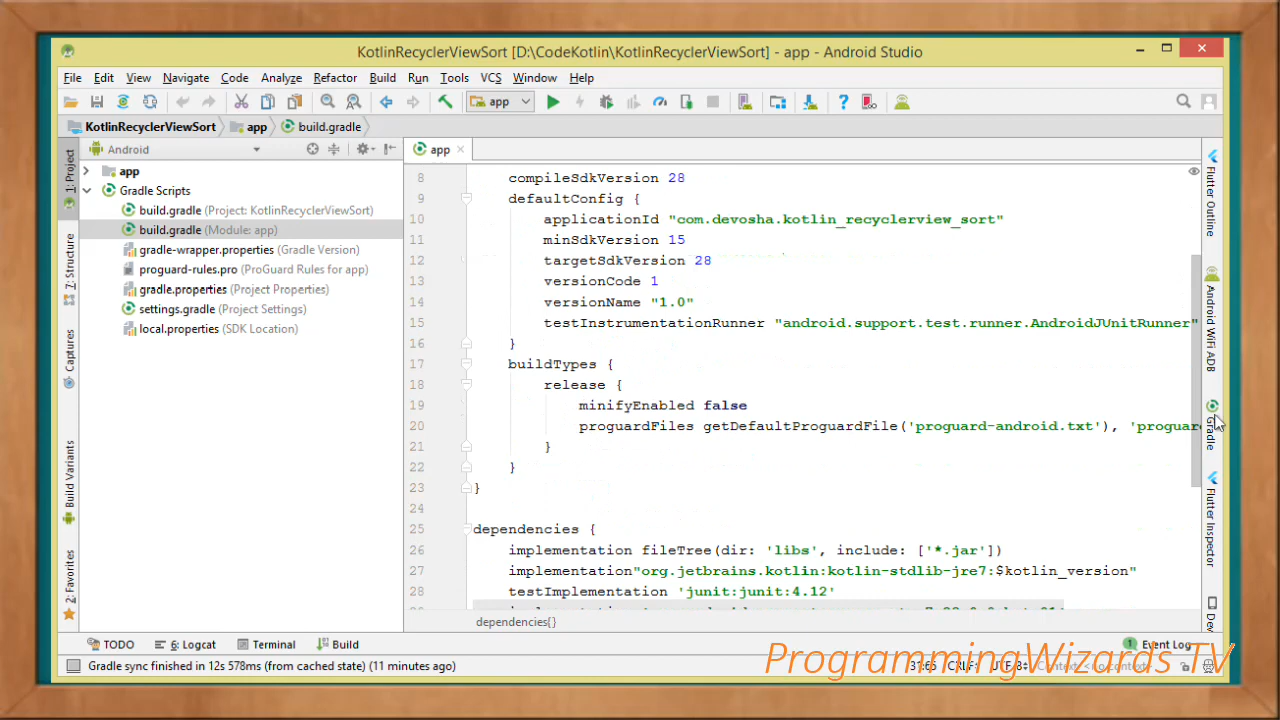 KotlinRecyclerViewSort [D:\CodeKotlin\KotlinRecyclerViewSort] - app - Android Studio
File Edit View Navigate Code Analyze Refactor Build Run Tools VCS Window Help
app
KotlinRecyclerViewSort app build.gradle
1: Project
7: Structure
Captures
Build Variants
2: Favorites
Android
app
Gradle Scripts
build.gradle (Project: KotlinRecyclerViewSort)
build.gradle (Module: app)
gradle-wrapper.properties (Gradle Version)
proguard-rules.pro (ProGuard Rules for app)
gradle.properties (Project Properties)
settings.gradle (Project Settings)
local.properties (SDK Location)
app
8 compileSdkVersion 28
9 defaultConfig {
10 applicationId "com.devosha.kotlin_recyclerview_sort"
11 minSdkVersion 15
12 targetSdkVersion 28
13 versionCode 1
14 versionName "1.0"
15 testInstrumentationRunner "android.support.test.runner.AndroidJUnitRunner"
16 }
17 buildTypes {
18 release {
19 minifyEnabled false
20 proguardFiles getDefaultProguardFile('proguard-android.txt'), 'proguar
21 }
22 }
23 }
24
25 dependencies {
26 implementation fileTree(dir: 'libs', include: ['*.jar'])
27 implementation"org.jetbrains.kotlin:kotlin-stdlib-jre7:$kotlin_version"
28 testImplementation 'junit:junit:4.12'
dependencies{}
Flutter Outline
Android WiFi ADB
Gradle
Flutter Inspector
TODO 6: Logcat Terminal Build 1 Event Log
Gradle sync finished in 12s 578ms (from cached state) (11 minutes ago)
ProgrammingWizards TV